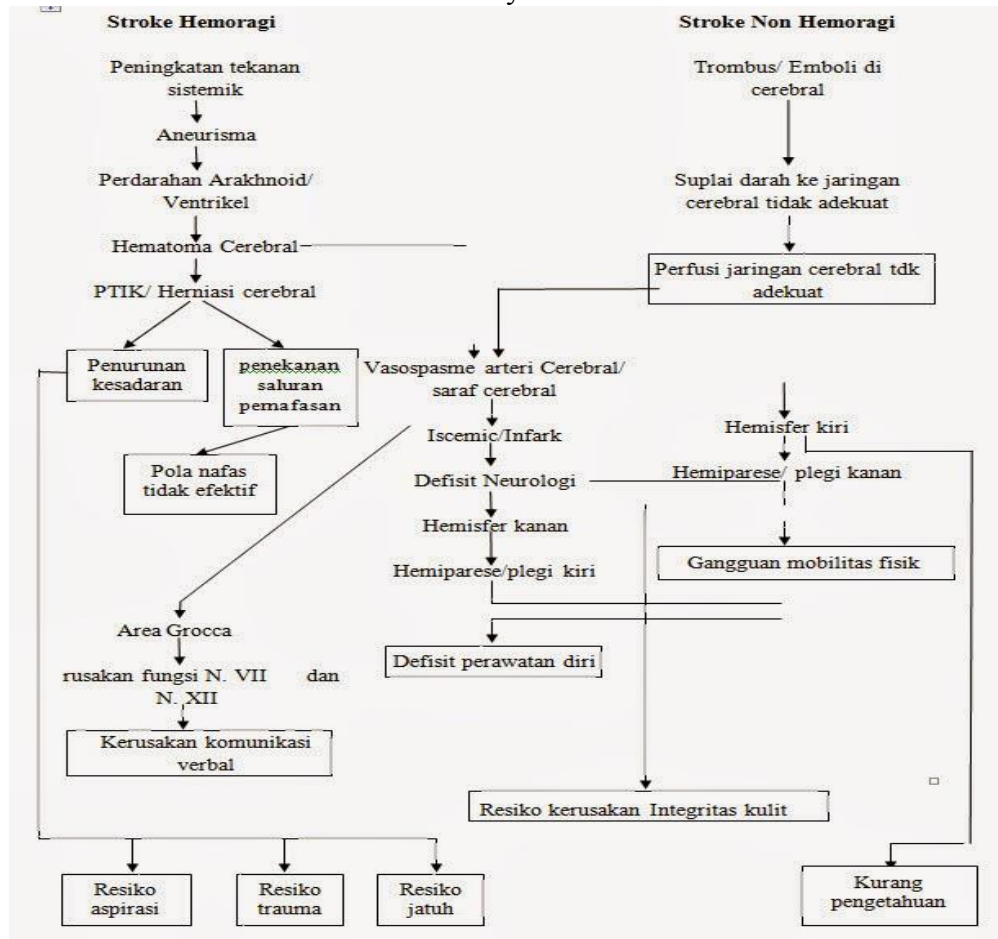 Stroke Hemoragi
Stroke Non Hemoragi
Peningkatan tekanan
sistemik
Trombus/ Emboli di
cerebral
Aneurisma
Perdarahan Arakhnoid/
Ventrikel
Suplai darah ke jaringan
cerebral tidak adekuat
Hematoma Cerebral
Perfusi jaringan cerebral tdk
adekuat
PTIK/ Herniasi cerebral
Penurunan
kesadaran
penekanan
saluran
pernafasan
Vasospasme arteri Cerebral/
saraf cerebral
Iscemic/Infark
Hemisfer kiri
Pola nafas
tidak efektif
Defisit Neurologi
Hemiparese/ plegi kanan
Hemisfer kanan
Gangguan mobilitas fisik
Hemiparese/plegi kiri
Area Grocca
Defisit perawatan diri
rusakan fungsi N. VII dan
N. XII
Kerusakan komunikasi
verbal
Resiko kerusakan Integritas kulit
Resiko
aspirasi
Resiko
trauma
Resiko
jatuh
Kurang
pengetahuan